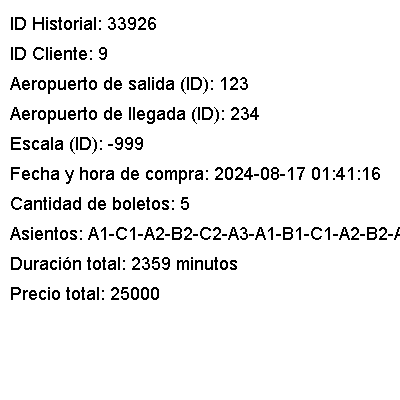 ID Historial: 33926
ID Cliente: 9
Aeropuerto de salida (ID): 123
Aeropuerto de llegada (ID): 234
Escala (ID): -999
Fecha y hora de compra: 2024-08-17 01:41:16
Cantidad de boletos: 5
Asientos: A1-C1-A2-B2-C2-A3-A1-B1-C1-A2-B2-A
Duración total: 2359 minutos
Precio total: 25000